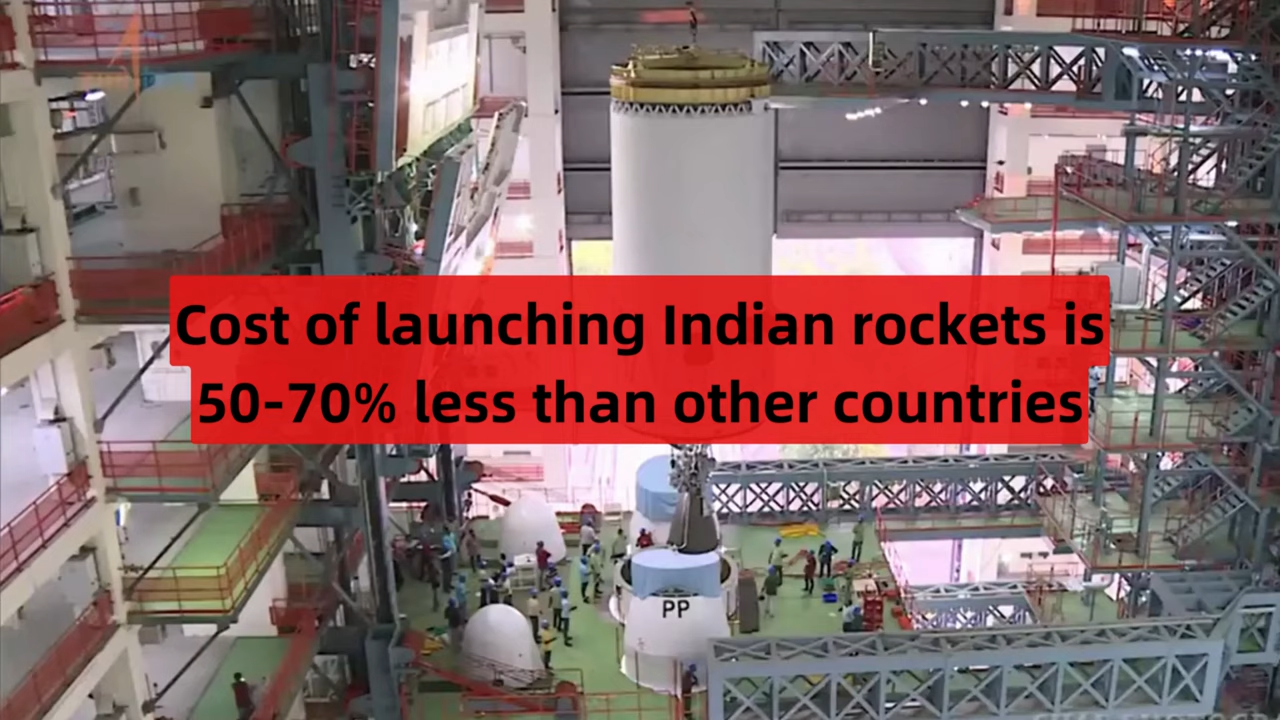 Cost of launching Indian rockets is
50-70% less than other countries
PP